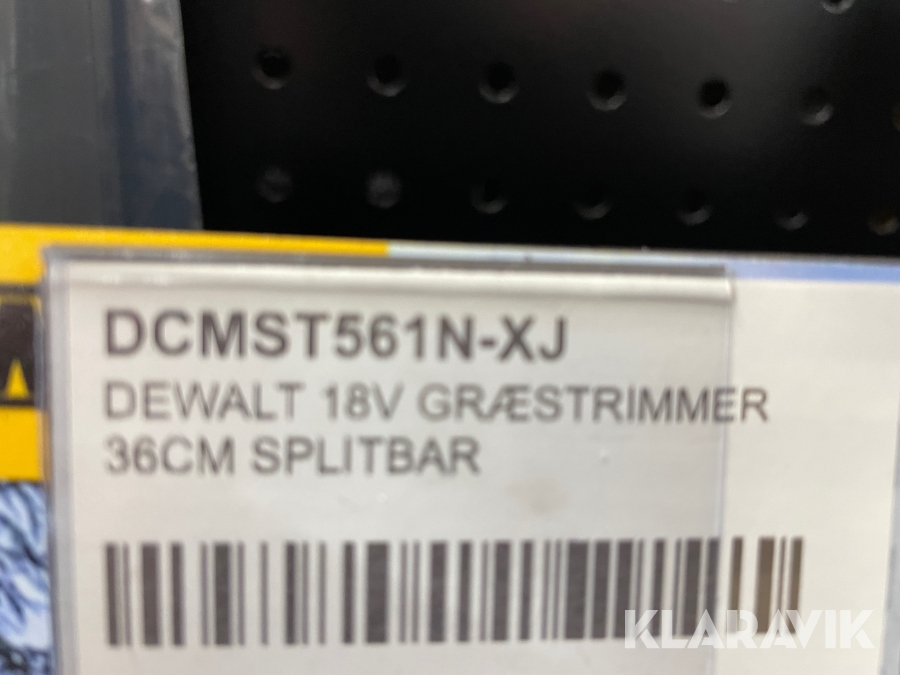 DCMST561N-XJ
DEWALT 18V GRÆSTRIMMER
36CM SPLITBAR
KLARAVIK